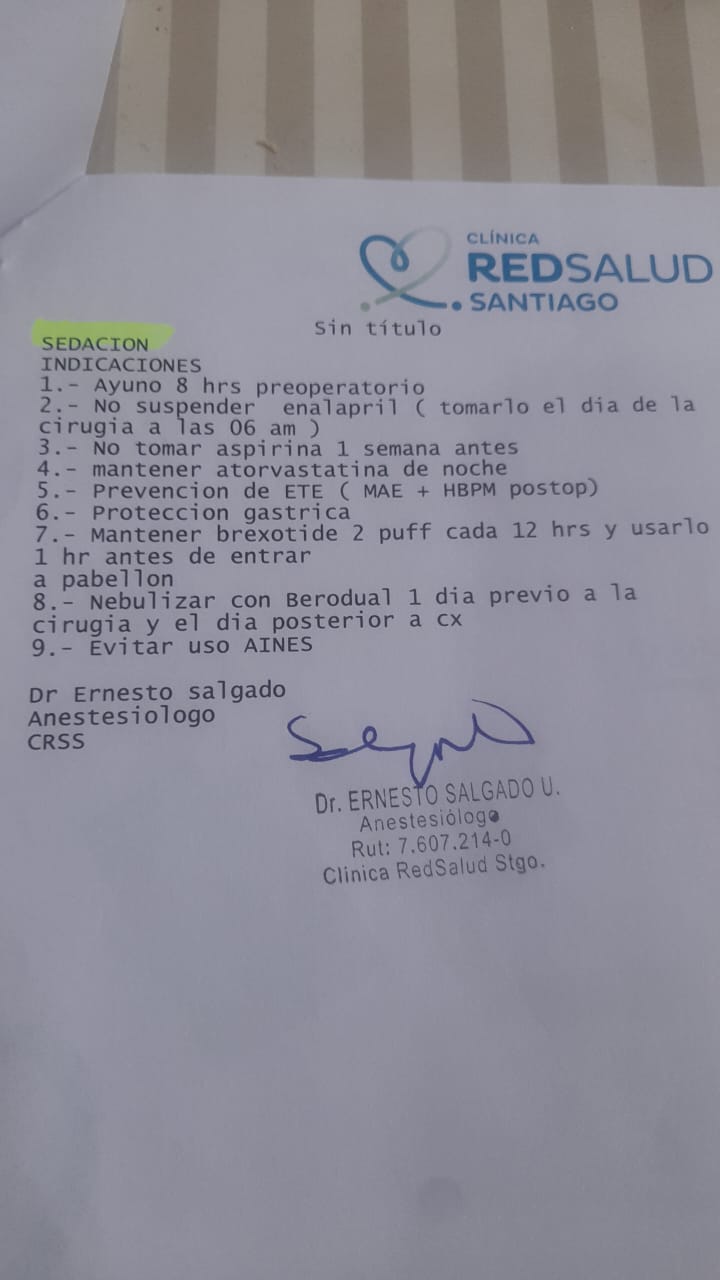 CLÍNICA
REDSALUD
SANTIAGO
Sin título
SEDACION
INDICACIONES
1.- Ayuno 8 hrs preoperatorio
2.- No suspender enalapril ( tomarlo el dia de la
cirugia a las 06 am )
3.- No tomar aspirina 1 semana antes
4.- mantener atorvastatina de noche
5.- Prevencion de ETE ( MAE + HBPM postop)
6.- Proteccion gastrica
7.- Mantener brexotide 2 puff cada 12 hrs y usarlo
1 hr antes de entrar
a pabellon
8.- Nebulizar con Berodual 1 dia previo a la
cirugia y el dia posterior a cx
9.- Evitar uso AINES
Dr Ernesto salgado
Anestesiologo
CRSS
Dr. ERNESTO SALGADO U.
Anestesiólogo
Rut: 7.607.214-0
Clinica RedSalud Stgo.